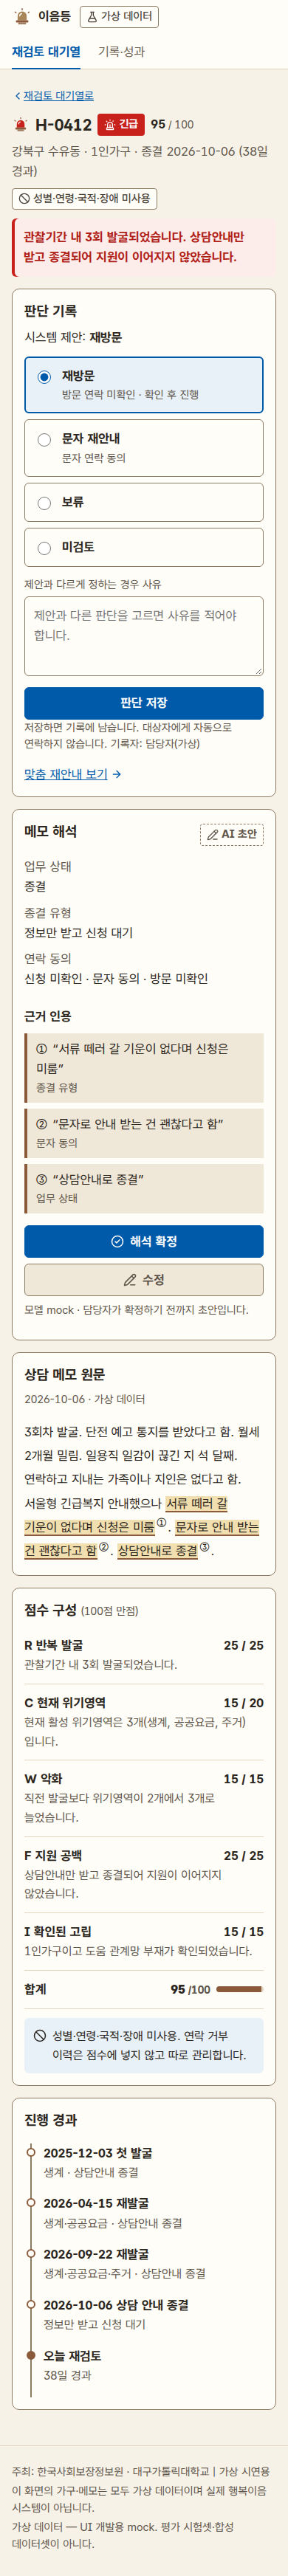 이음등 가상 데이터
재검토 대기열 기록·성과
재검토 대기열로
H-0412 긴급 95 / 100
강북구 수유동 · 1인가구 · 종결 2026-10-06 (38일
경과)
성별·연령·국적·장애 미사용
관찰기간 내 3회 발굴되었습니다. 상담안내만
받고 종결되어 지원이 이어지지 않았습니다.
판단 기록
시스템 제안: 재방문
재방문
방문 연락 미확인 · 확인 후 진행
문자 재안내
문자 연락 동의
보류
미검토
제안과 다르게 정하는 경우 사유
제안과 다른 판단을 고르면 사유를 적어야
합니다.
판단 저장
저장하면 기록에 남습니다. 대상자에게 자동으로
연락하지 않습니다. 기록자: 담당자(가상)
맞춤 재안내 보기 →
메모 해석 AI 초안
업무 상태
종결
종결 유형
정보만 받고 신청 대기
연락 동의
신청 미확인 · 문자 동의 · 방문 미확인
근거 인용
① “서류 떼러 갈 기운이 없다며 신청은
미룸”
종결 유형
② “문자로 안내 받는 건 괜찮다고 함”
문자 동의
③ “상담안내로 종결”
업무 상태
해석 확정
수정
모델 mock · 담당자가 확정하기 전까지 초안입니다.
상담 메모 원문
2026-10-06 · 가상 데이터
3회차 발굴. 단전 예고 통지를 받았다고 함. 월세
2개월 밀림. 일용직 일감이 끊긴 지 석 달째.
연락하고 지내는 가족이나 지인은 없다고 함.
서울형 긴급복지 안내했으나 서류 떼러 갈
기운이 없다며 신청은 미룸①. 문자로 안내 받는
건 괜찮다고 함②. 상담안내로 종결③.
점수 구성 (100점 만점)
R 반복 발굴 25 / 25
관찰기간 내 3회 발굴되었습니다.
C 현재 위기영역 15 / 20
현재 활성 위기영역은 3개(생계, 공공요금, 주거)
입니다.
W 악화 15 / 15
직전 발굴보다 위기영역이 2개에서 3개로
늘었습니다.
F 지원 공백 25 / 25
상담안내만 받고 종결되어 지원이 이어지지
않았습니다.
I 확인된 고립 15 / 15
1인가구이고 도움 관계망 부재가 확인되었습니다.
합계 95 /100
성별·연령·국적·장애 미사용. 연락 거부
이력은 점수에 넣지 않고 따로 관리합니다.
진행 경과
2025-12-03 첫 발굴
생계 · 상담안내 종결
2026-04-15 재발굴
생계·공공요금 · 상담안내 종결
2026-09-22 재발굴
생계·공공요금·주거 · 상담안내 종결
2026-10-06 상담 안내 종결
정보만 받고 신청 대기
오늘 재검토
38일 경과
주최: 한국사회보장정보원 · 대구가톨릭대학교 | 가상 시연용
이 화면의 가구·메모는 모두 가상 데이터이며 실제 행복이음
시스템이 아닙니다.
가상 데이터 — UI 개발용 mock. 평가 시험셋·합성
데이터셋이 아니다.